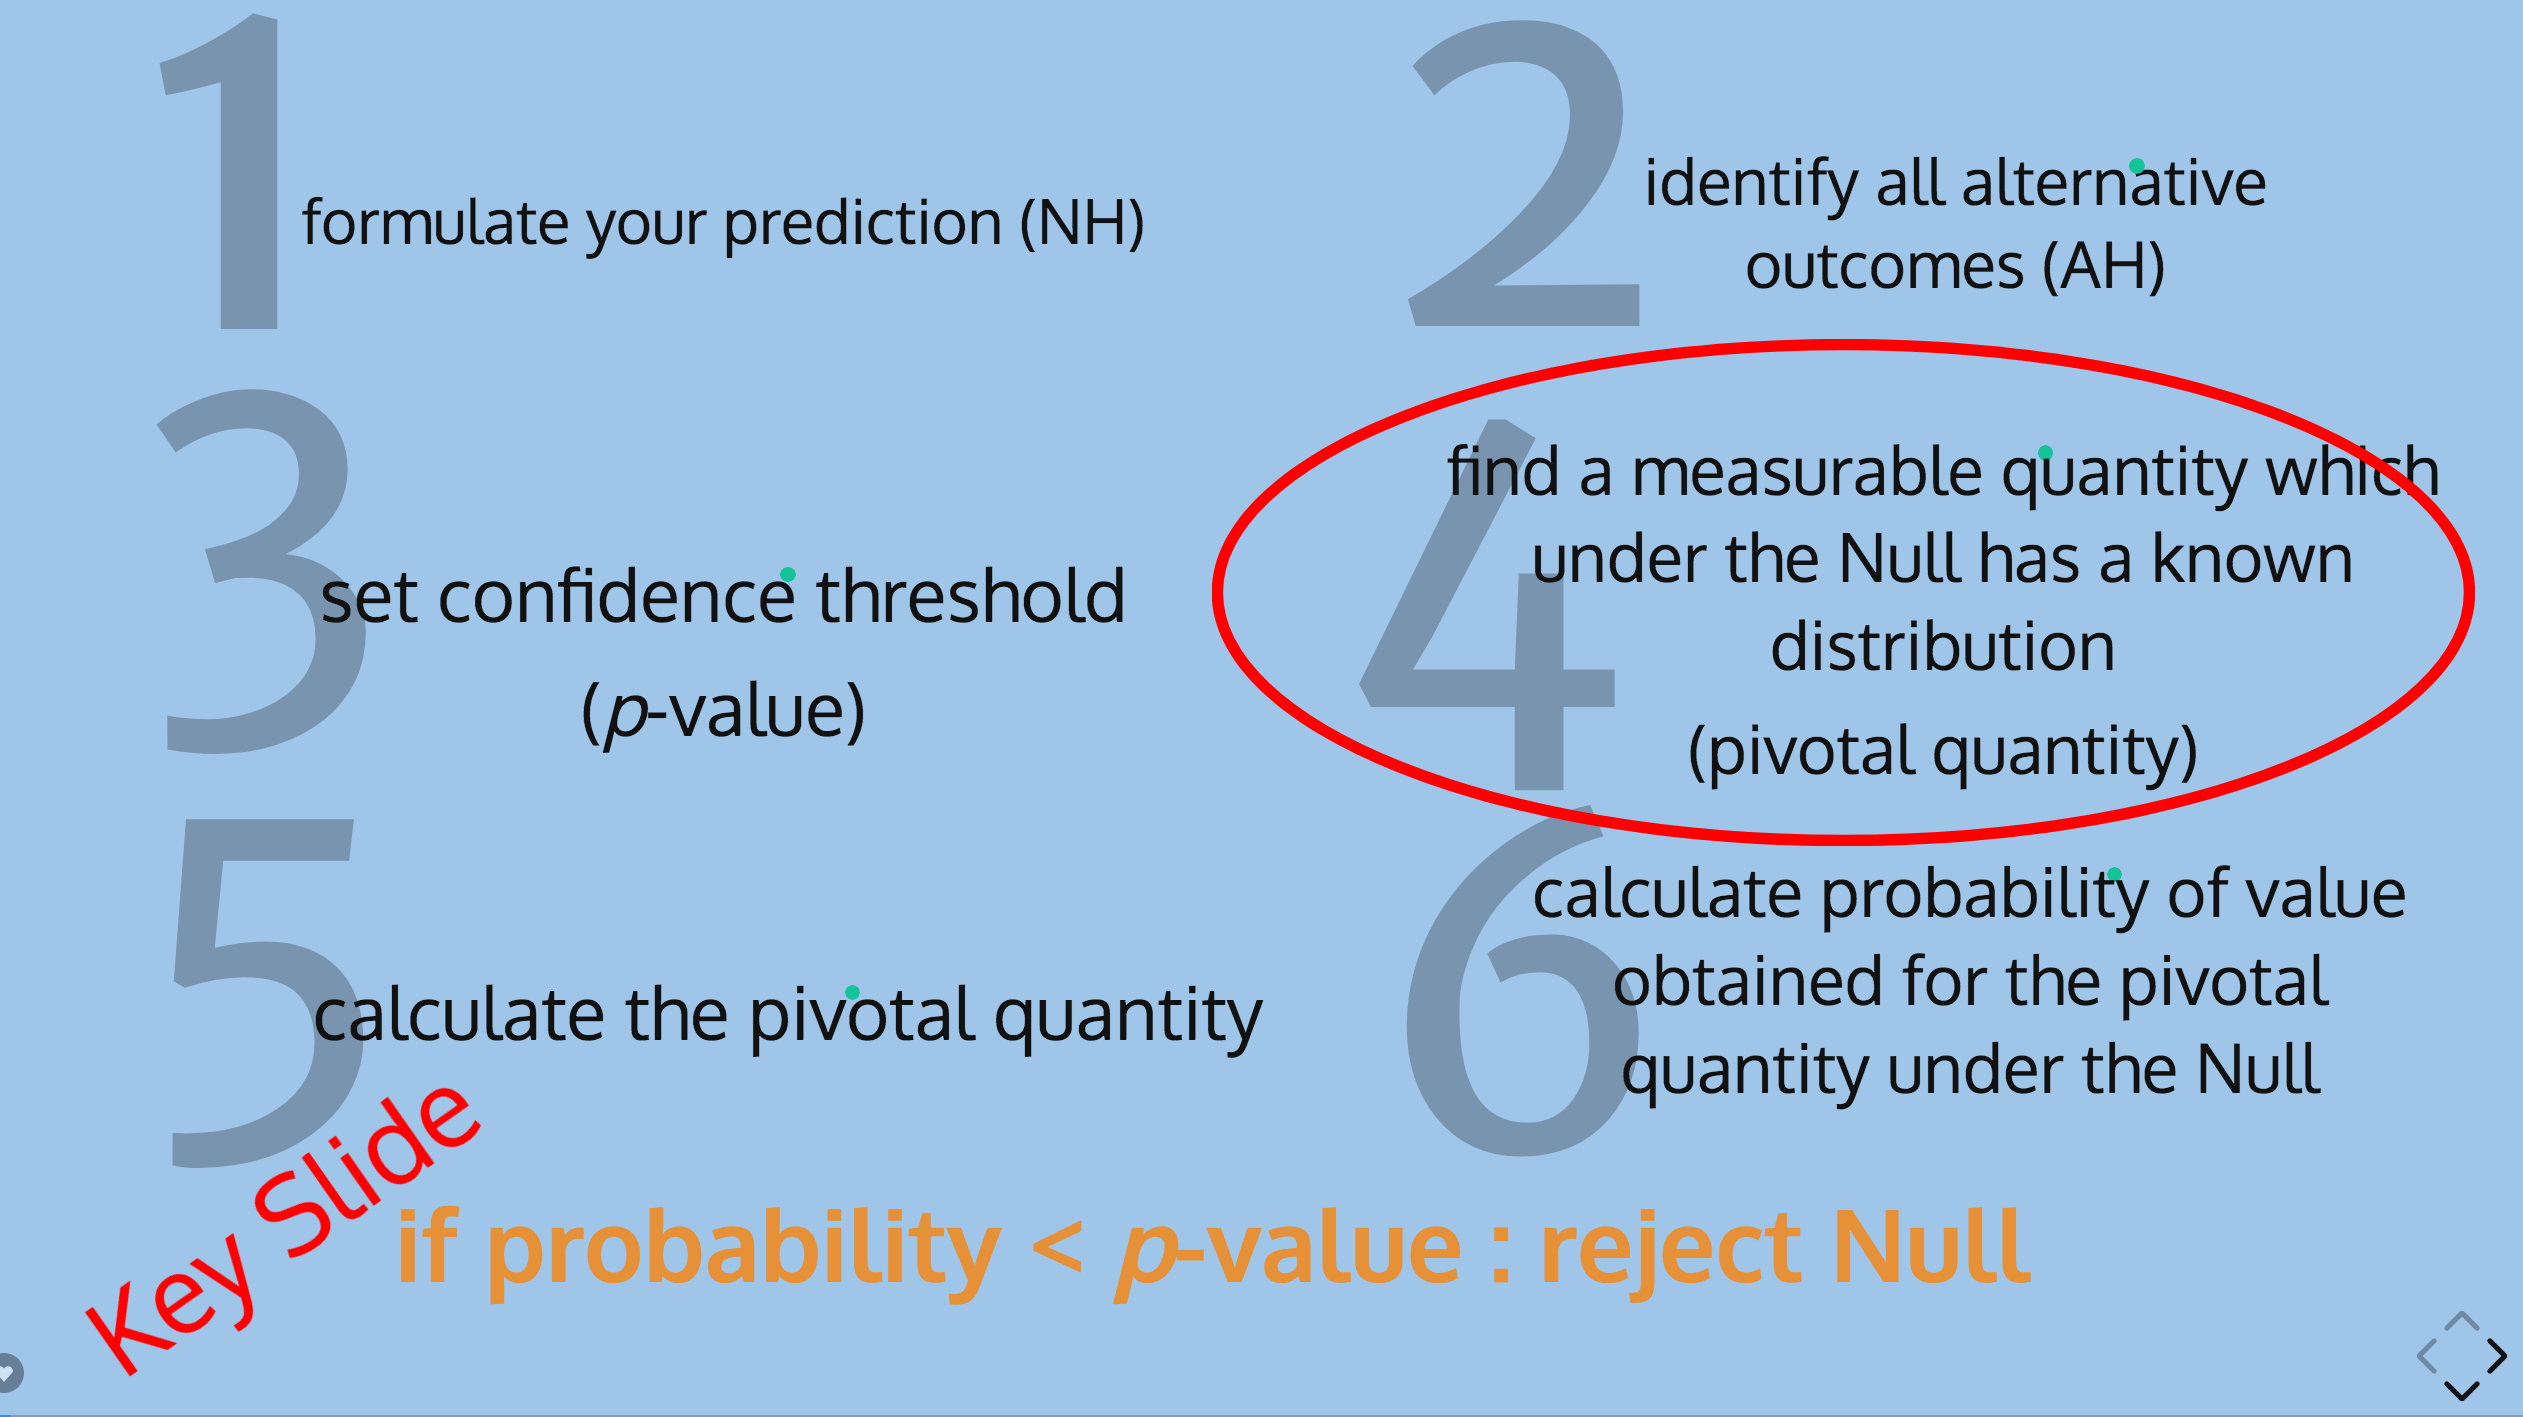 1
formulate your prediction (NH)
2
identify all alternative
outcomes (AH)
3
set confidence threshold
(p-value)
4
find a measurable quantity which
under the Null has a known
distribution
(pivotal quantity)
5
calculate the pivotal quantity
6
calculate probability of value
obtained for the pivotal
quantity under the Null
Key Slide
if probability < p-value : reject Null